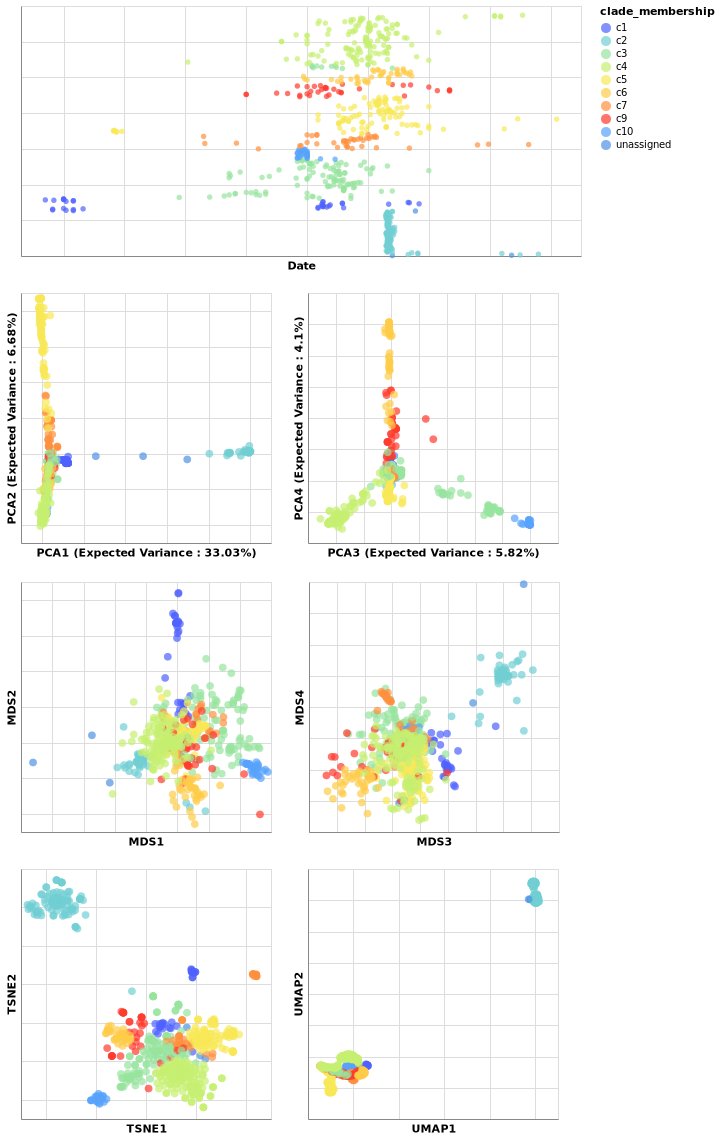 clade_membership
c1
c2
c3
c4
c5
c6
c7
c9
c10
unassigned
Date
PCA2 (Expected Variance : 6.68%)
PCA1 (Expected Variance : 33.03%)
PCA4 (Expected Variance : 4.1%)
PCA3 (Expected Variance : 5.82%)
MDS2
MDS1
MDS4
MDS3
TSNE2
TSNE1
UMAP2
UMAP1